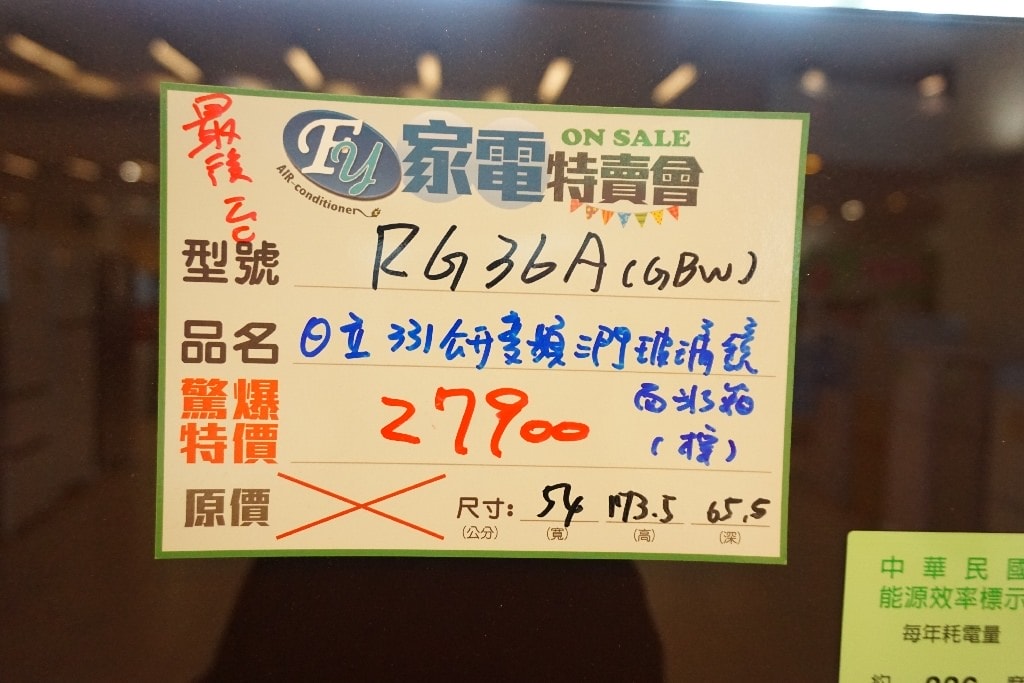 最後乙台
Fy
AIR-conditioner
家電特賣會
ON SALE
型號 RG36A(GBW)
品名 日立331公升變頻三門玻璃鏡
面冰箱
驚爆特價 27900
原價
尺寸: 54 173.5 65.5
(公分) (寬) (高) (深)
中華民國
能源效率標示
每年耗電量
約